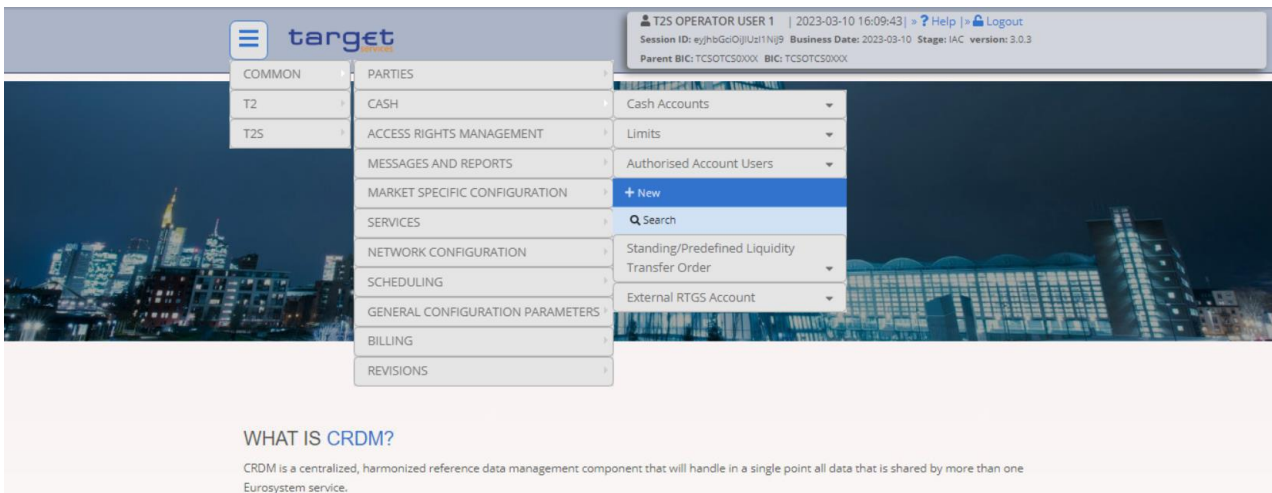 T2S OPERATOR USER 1 | 2023-03-10 16:09:43| » ? Help |» Logout
Session ID: eyJhbGciOiJIUzI1NiJ9 Business Date: 2023-03-10 Stage: IAC version: 3.0.3
Parent BIC: TCSOTCS0XXX BIC: TCSOTCS0XXX
target
services
COMMON
T2
T2S
PARTIES
CASH
ACCESS RIGHTS MANAGEMENT
MESSAGES AND REPORTS
MARKET SPECIFIC CONFIGURATION
SERVICES
NETWORK CONFIGURATION
SCHEDULING
GENERAL CONFIGURATION PARAMETERS
BILLING
REVISIONS
Cash Accounts
Limits
Authorised Account Users
+ New
Search
Standing/Predefined Liquidity
Transfer Order
External RTGS Account
WHAT IS CRDM?
CRDM is a centralized, harmonized reference data management component that will handle in a single point all data that is shared by more than one
Eurosystem service.